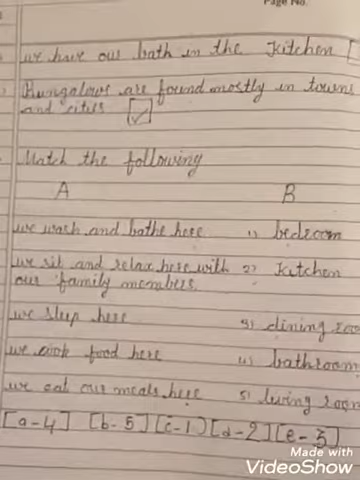 Page No.
we have our bath in the Kitchen [
Bungalows are found mostly in towns
and cities [✓]
Match the following
A B
we wash and bathe here 1) bedroom
we sit and relax here with 2) Kitchen
our family members.
we sleep here 3) dining roo
we cook food here 4) bathroom
we eat our meals here 5) living room
[a-4] [b-5] [c-1] [d-2] [e-3]
Made with
VideoShow